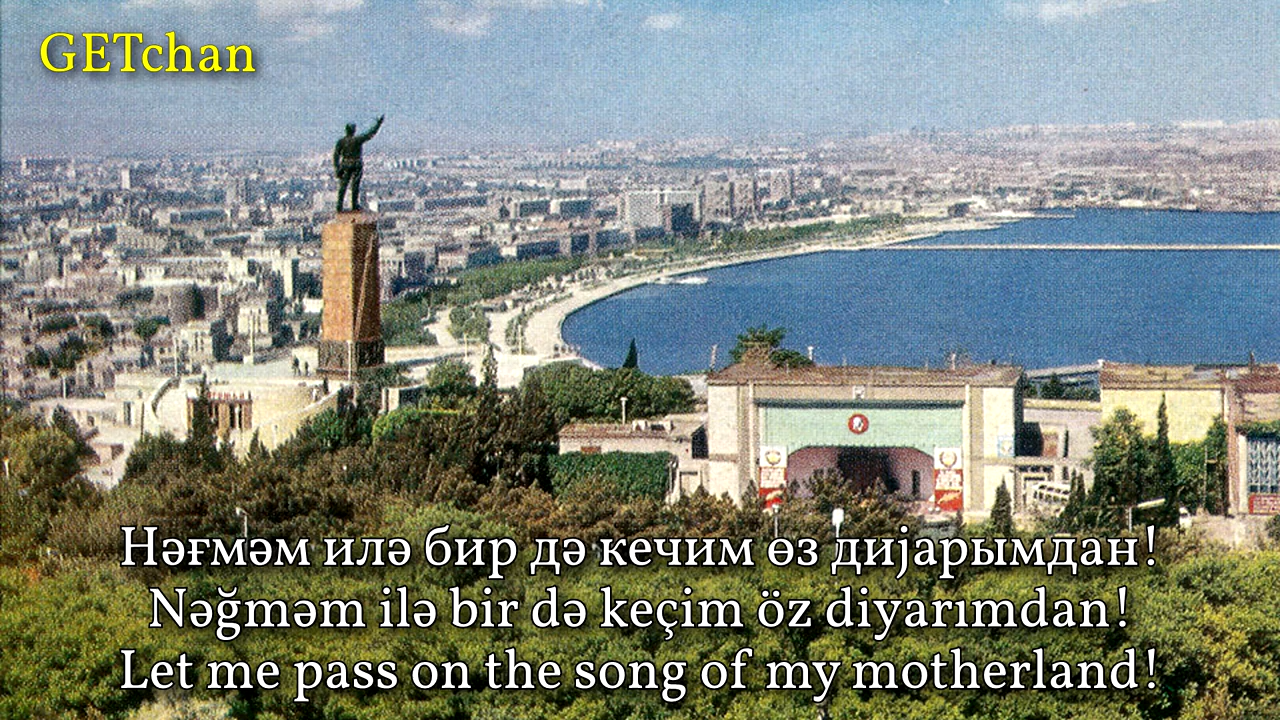 GETchan
Нәғмәм илә бир дә кечим өз дијарымдан!
Nəğməm ilə bir də keçim öz diyarımdan!
Let me pass on the song of my motherland!